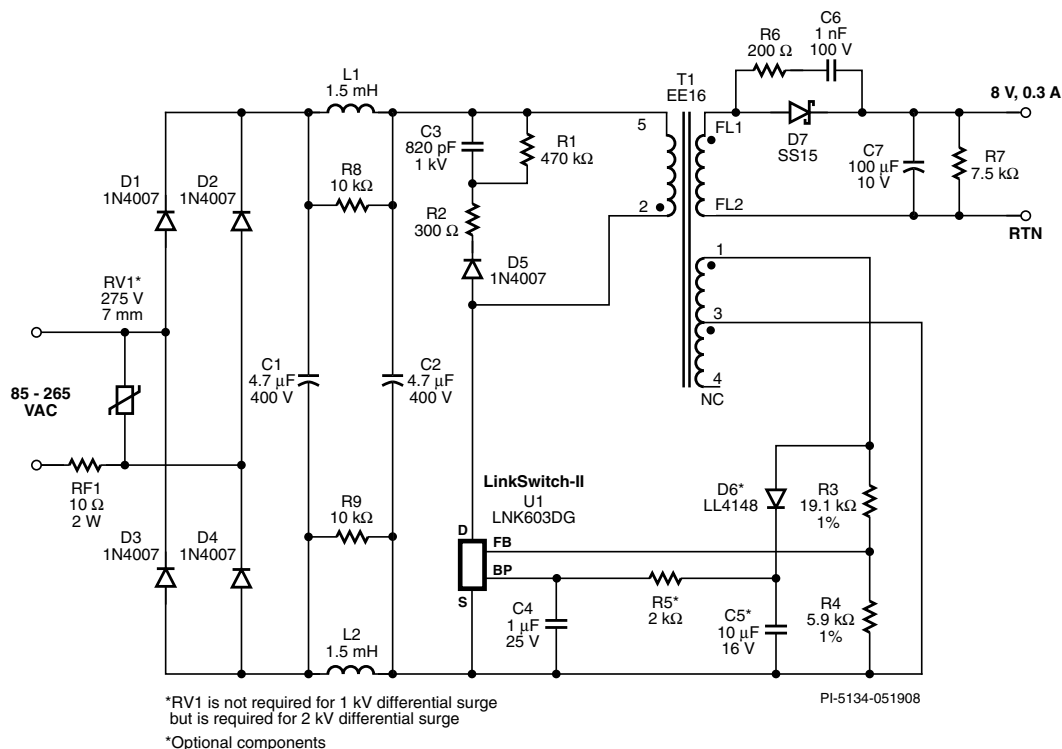 C6
1 nF
100 V
R6
200 Ω
L1
1.5 mH
T1
EE16
8 V, 0.3 A
5
FL1
D7
SS15
C3
820 pF
1 kV
R1
470 kΩ
C7
100 µF
10 V
R7
7.5 kΩ
D1
1N4007
D2
1N4007
R8
10 kΩ
R2
300 Ω
2
FL2
RTN
D5
1N4007
1
RV1*
275 V
7 mm
3
C1
4.7 µF
400 V
C2
4.7 µF
400 V
85 - 265
VAC
4
NC
RF1
10 Ω
2 W
LinkSwitch-II
U1
LNK603DG
D6*
LL4148
R3
19.1 kΩ
1%
R9
10 kΩ
D
FB
BP
S
D3
1N4007
D4
1N4007
R5*
2 kΩ
C4
1 µF
25 V
C5*
10 µF
16 V
R4
5.9 kΩ
1%
L2
1.5 mH
*RV1 is not required for 1 kV differential surge
but is required for 2 kV differential surge
PI-5134-051908
*Optional components